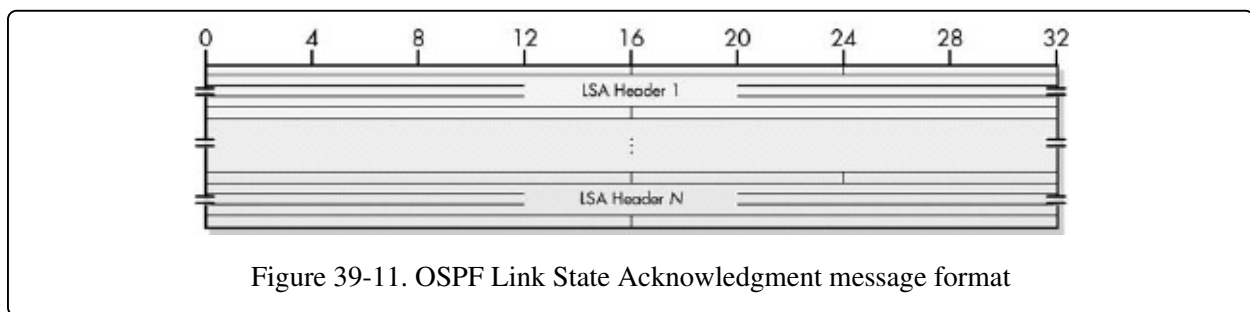 0 4 8 12 16 20 24 28 32
LSA Header 1
⋮
LSA Header N
Figure 39-11. OSPF Link State Acknowledgment message format